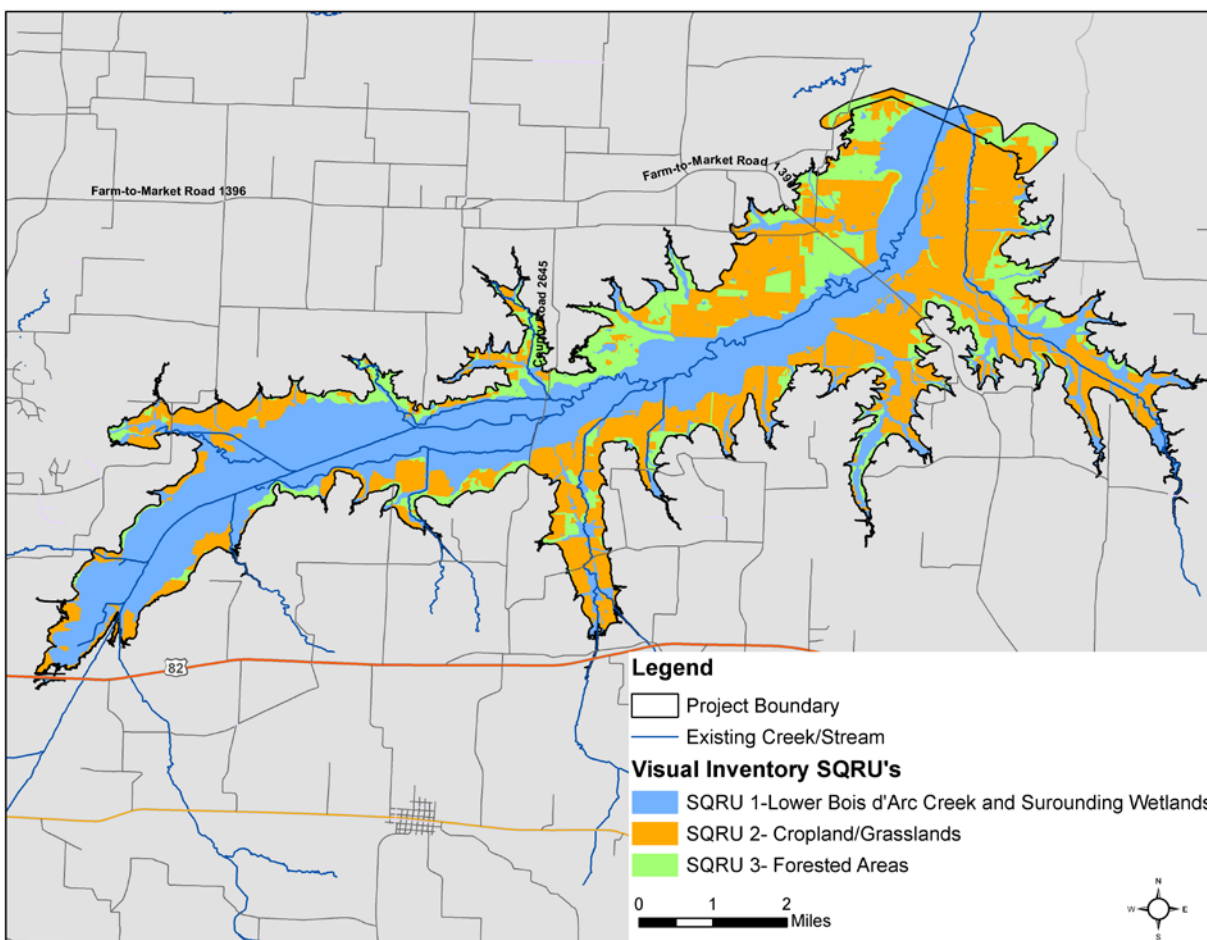 Farm-to-Market Road 1396
Farm-to-Market Road 139
County Road 2645
82
Legend
Project Boundary
Existing Creek/Stream
Visual Inventory SQRU's
SQRU 1-Lower Bois d'Arc Creek and Surounding Wetlands
SQRU 2- Cropland/Grasslands
SQRU 3- Forested Areas
0 1 2
Miles
N
W E
S